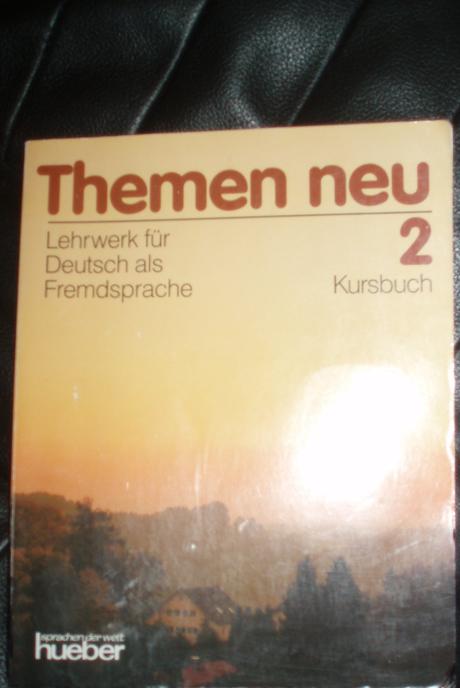 Themen neu
2
Lehrwerk für
Deutsch als
Fremdsprache
Kursbuch
sprachen der welt
hueber